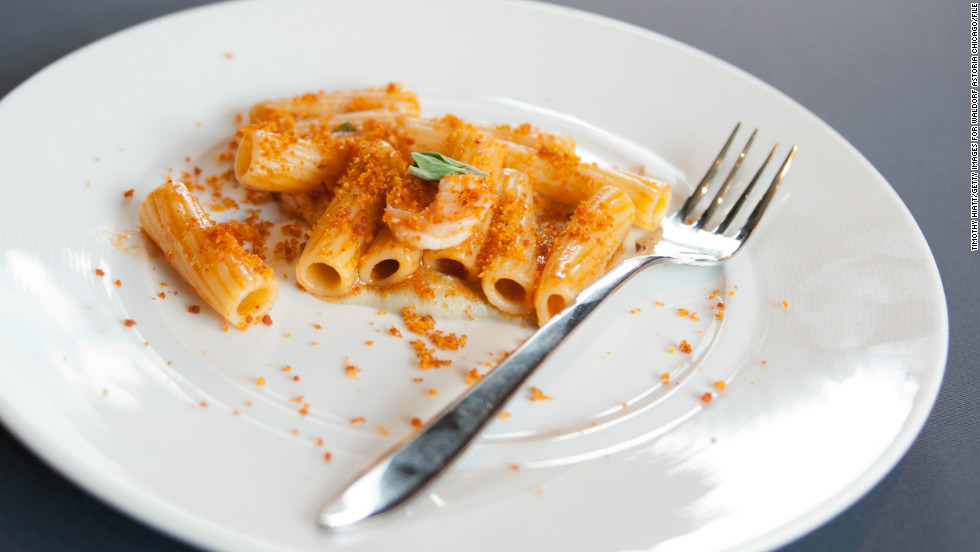 TIMOTHY HIATT/GETTY IMAGES FOR WALDORF ASTORIA CHICAGO/FILE